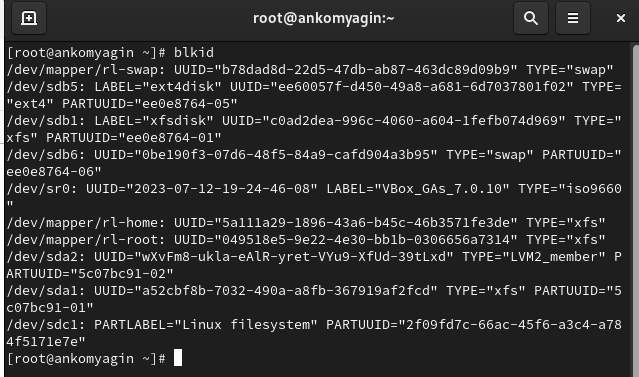 root@ankomyagin:~
[root@ankomyagin ~]# blkid
/dev/mapper/rl-swap: UUID="b78dad8d-22d5-47db-ab87-463dc89d09b9" TYPE="swap"
/dev/sdb5: LABEL="ext4disk" UUID="ee60057f-d450-49a8-a681-6d7037801f02" TYPE=
"ext4" PARTUUID="ee0e8764-05"
/dev/sdb1: LABEL="xfsdisk" UUID="c0ad2dea-996c-4060-a604-1fefb074d969" TYPE="
xfs" PARTUUID="ee0e8764-01"
/dev/sdb6: UUID="0be190f3-07d6-48f5-84a9-cafd904a3b95" TYPE="swap" PARTUUID="
ee0e8764-06"
/dev/sr0: UUID="2023-07-12-19-24-46-08" LABEL="VBox_GAs_7.0.10" TYPE="iso9660
"
/dev/mapper/rl-home: UUID="5a111a29-1896-43a6-b45c-46b3571fe3de" TYPE="xfs"
/dev/mapper/rl-root: UUID="049518e5-9e22-4e30-bb1b-0306656a7314" TYPE="xfs"
/dev/sda2: UUID="wXvFm8-ukla-eAlR-yret-VYu9-XfUd-39tLxd" TYPE="LVM2_member" P
ARTUUID="5c07bc91-02"
/dev/sda1: UUID="a52cbf8b-7032-490a-a8fb-367919af2fcd" TYPE="xfs" PARTUUID="5
c07bc91-01"
/dev/sdc1: PARTLABEL="Linux filesystem" PARTUUID="2f09fd7c-66ac-45f6-a3c4-a78
4f5171e7e"
[root@ankomyagin ~]#